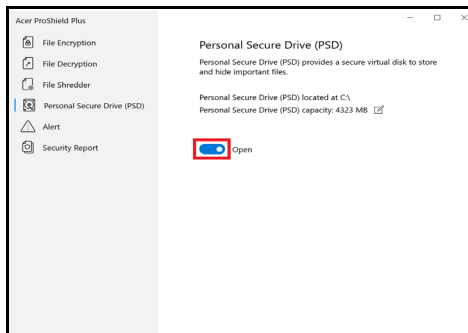 Acer ProShield Plus
File Encryption
File Decryption
File Shredder
Personal Secure Drive (PSD)
Alert
Security Report
Personal Secure Drive (PSD)
Personal Secure Drive (PSD) provides a secure virtual disk to store
and hide important files.
Personal Secure Drive (PSD) located at C:\
Personal Secure Drive (PSD) capacity: 4323 MB
Open